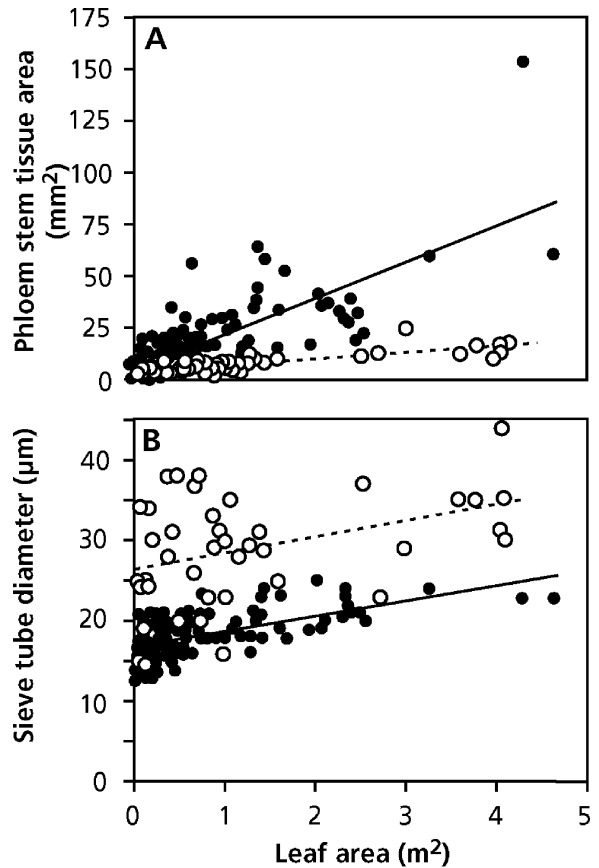 A
175
150
125
100
75
50
25
0
Phloem stem tissue area
(mm²)
B
40
30
20
10
0
Sieve tube diameter (µm)
0 1 2 3 4 5
Leaf area (m²)